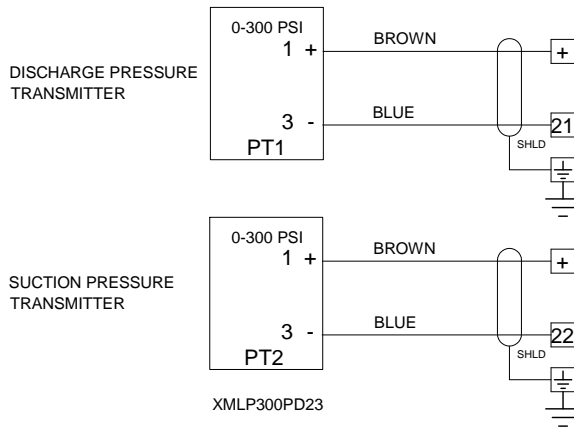 0-300 PSI
1 +
BROWN
+
DISCHARGE PRESSURE
TRANSMITTER
3 -
BLUE
21
PT1
SHLD
0-300 PSI
1 +
BROWN
+
SUCTION PRESSURE
TRANSMITTER
3 -
BLUE
22
PT2
SHLD
XMLP300PD23